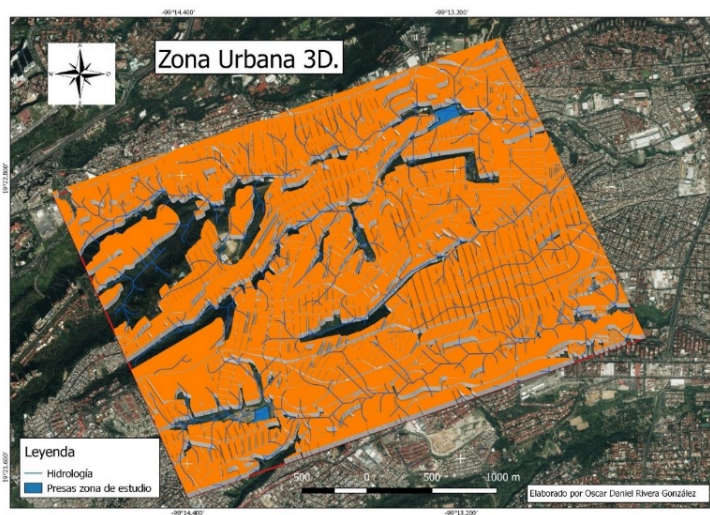 -99°14.400'
-99°13.200'
Zona Urbana 3D.
19°22.800'
19°21.600'
Leyenda
Hidrología
Presas zona de estudio
500
0
500
1000 m
Elaborado por Oscar Daniel Rivera González
-99°14.400'
-99°13.200'